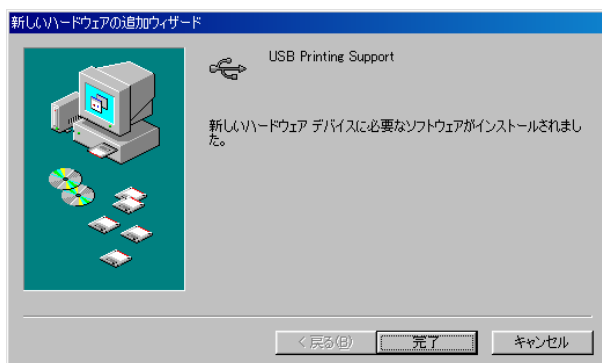 新しいハードウェアの追加ウィザード
USB Printing Support
新しいハードウェア デバイスに必要なソフトウェアがインストールされまし
た。
< 戻る(B)
完了
キャンセル